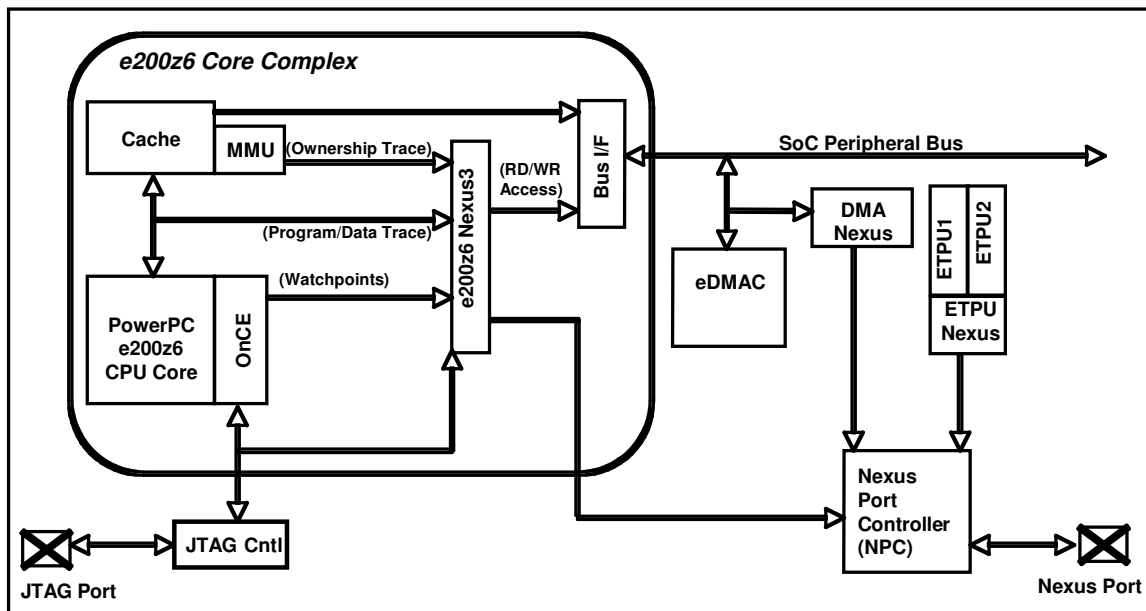 e200z6 Core Complex
Cache
MMU
(Ownership Trace)
(RD/WR
Access)
Bus I/F
SoC Peripheral Bus
(Program/Data Trace)
e200z6 Nexus3
DMA
Nexus
ETPU1
ETPU2
ETPU
Nexus
eDMAC
(Watchpoints)
PowerPC
e200z6
CPU Core
OnCE
Nexus
Port
Controller
(NPC)
JTAG Cntl
JTAG Port
Nexus Port